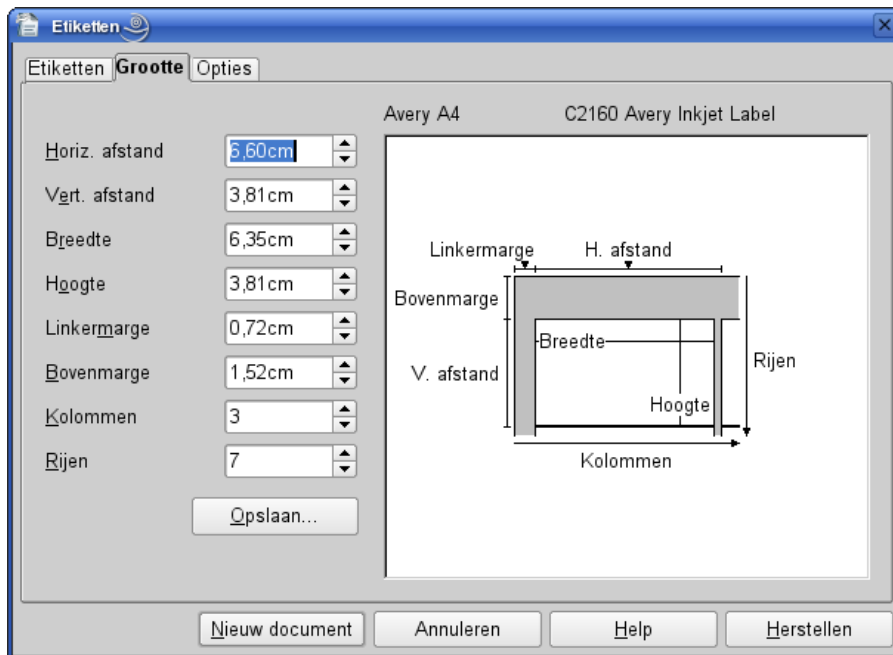 Etiketten
Etiketten Grootte Opties
Avery A4 C2160 Avery Inkjet Label
Horiz. afstand 6,60cm
Vert. afstand 3,81cm
Breedte 6,35cm
Hoogte 3,81cm
Linkermarge 0,72cm
Bovenmarge 1,52cm
Kolommen 3
Rijen 7
Opslaan...
Linkermarge H. afstand
Bovenmarge
Breedte
V. afstand
Rijen
Hoogte
Kolommen
Nieuw document Annuleren Help Herstellen